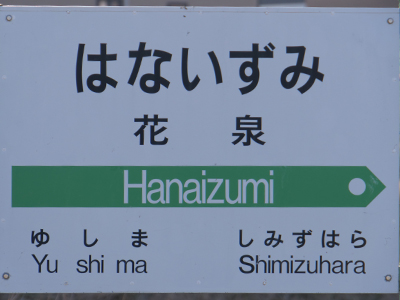 はないずみ
花泉
Hanaizumi
ゆしま しみずはら
Yu shi ma Shimizuhara